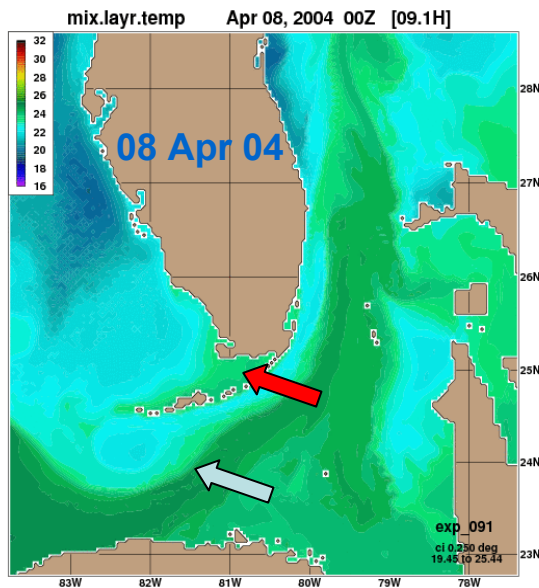 mix.layr.temp Apr 08, 2004 00Z [09.1H]
32
30
28
26
24
22
20
18
16
08 Apr 04
28N
27N
26N
25N
24N
23N
exp_091
ci 0.250 deg
19.45 to 25.44
83W 82W 81W 80W 79W 78W